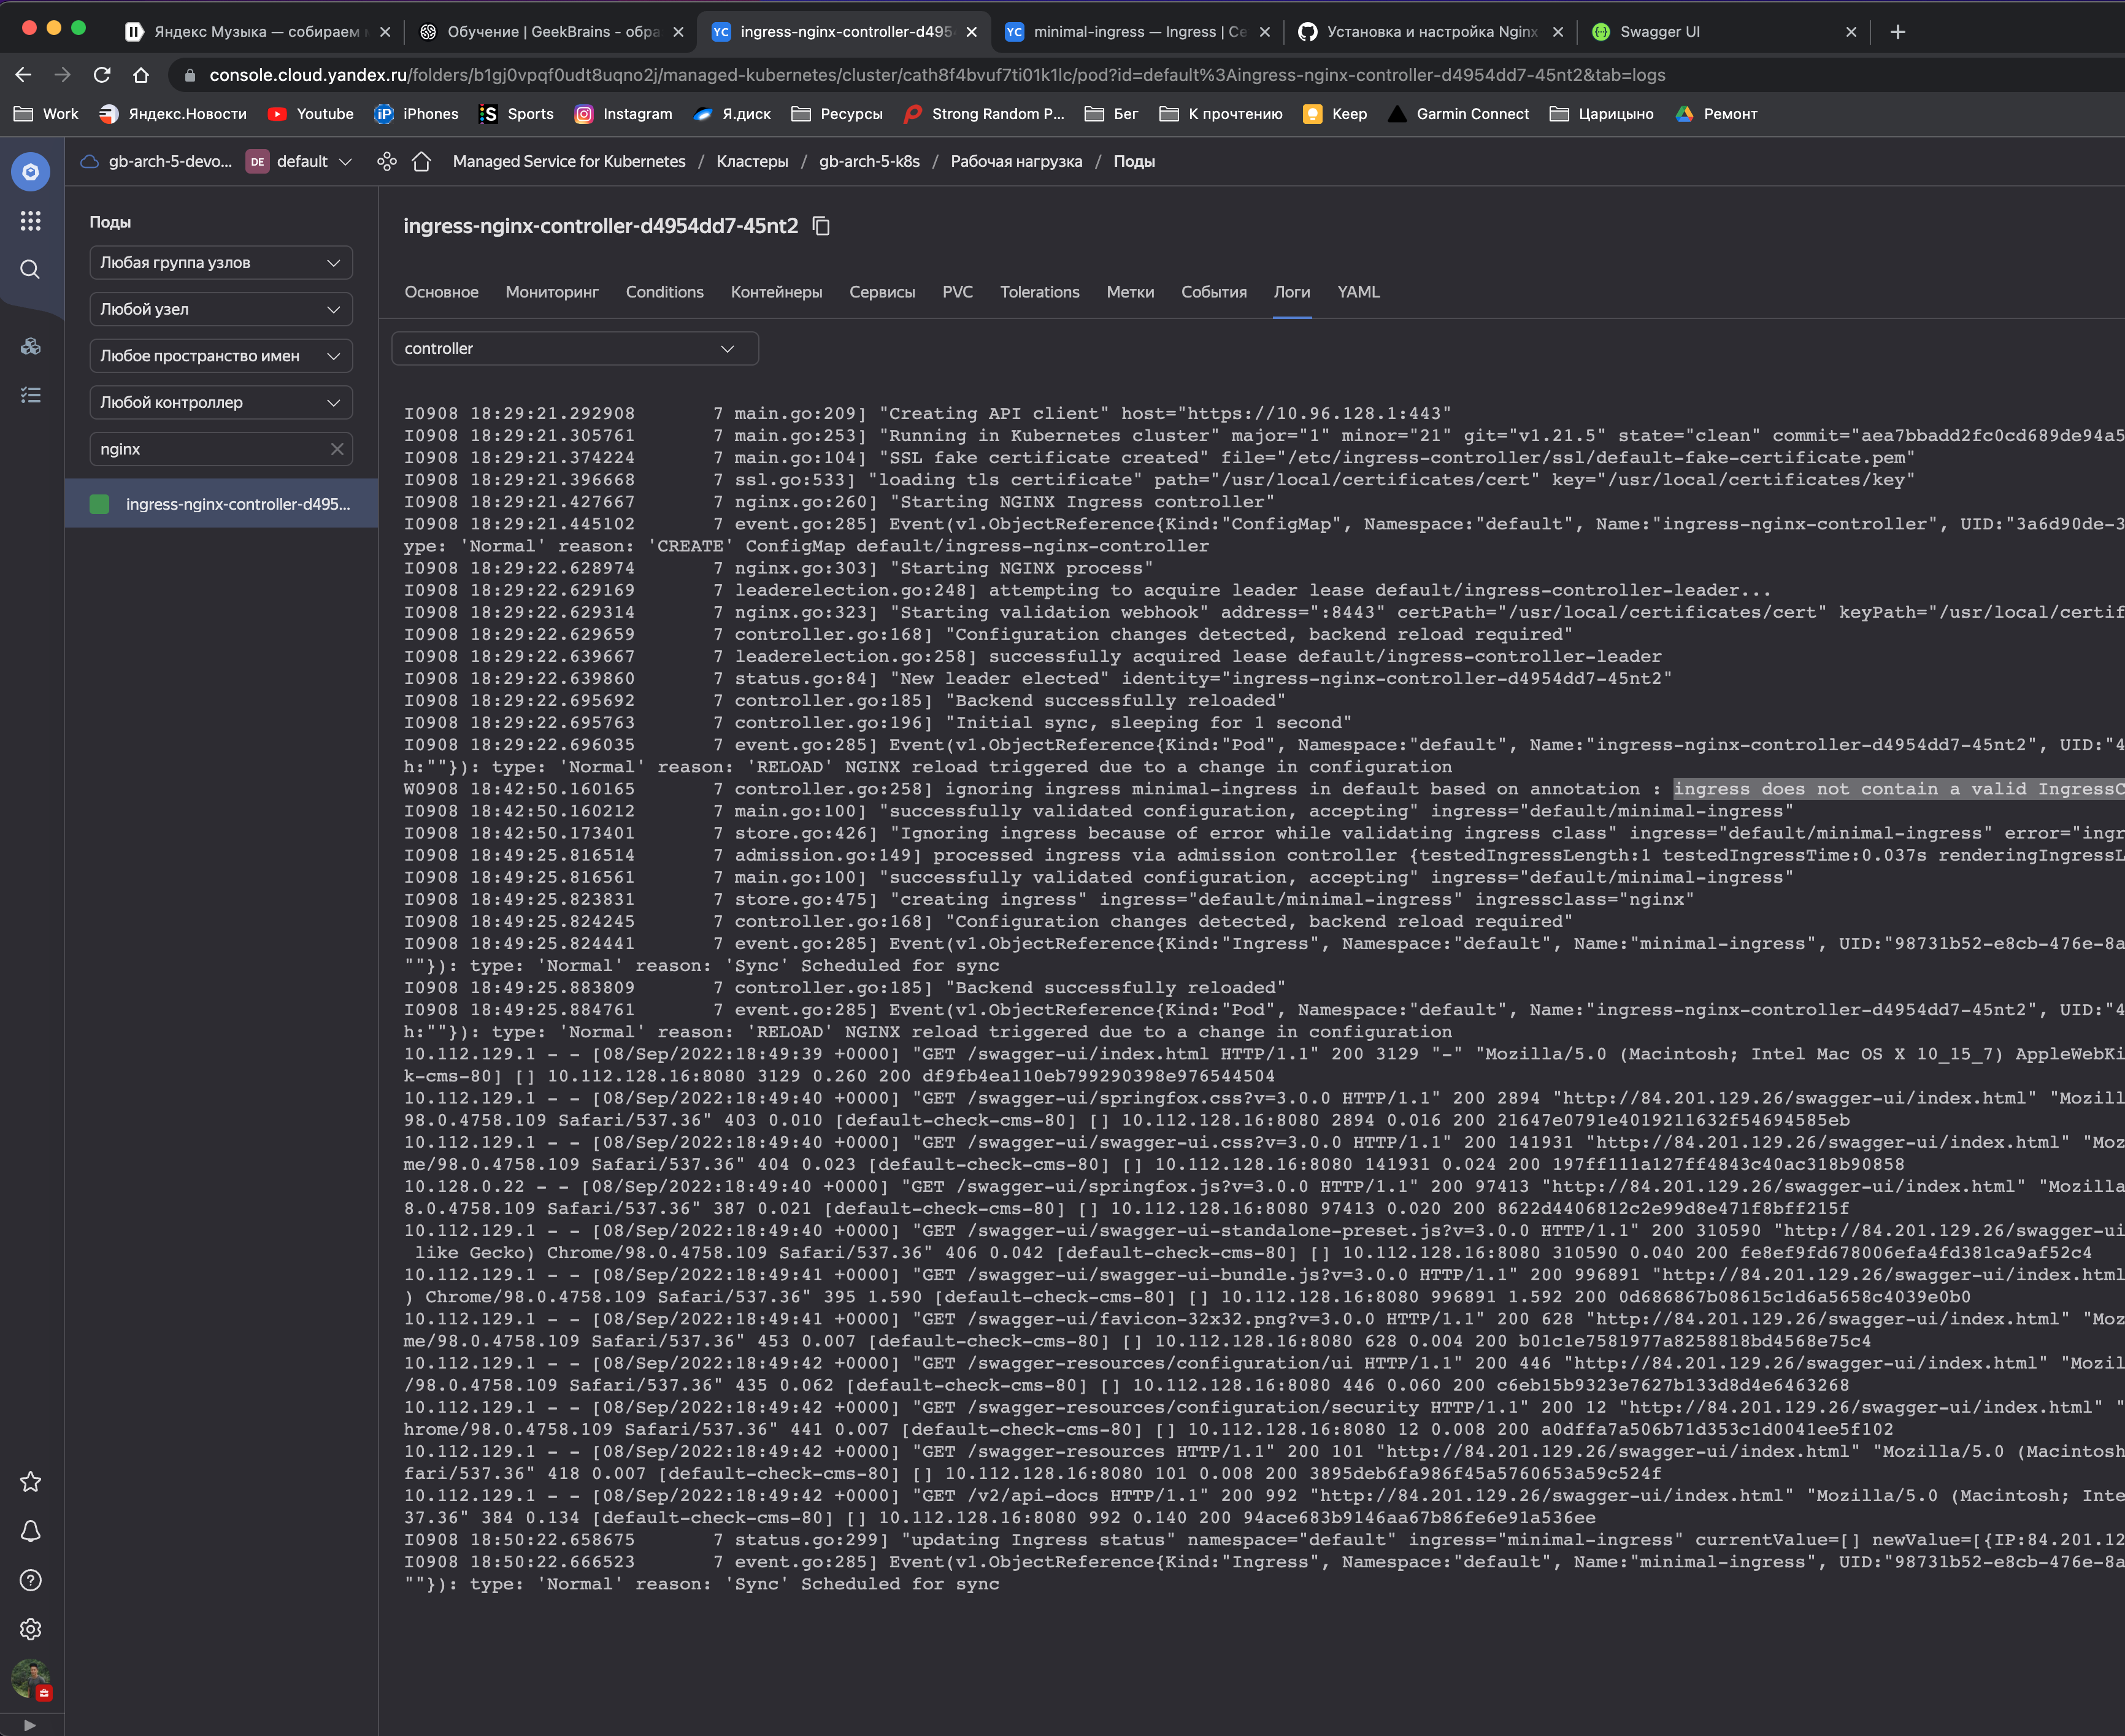 Яндекс Музыка — собираем
Обучение | GeekBrains - обра
YC ingress-nginx-controller-d495
YC minimal-ingress — Ingress | Се
Установка и настройка Nginx
Swagger UI
console.cloud.yandex.ru/folders/b1gj0vpqf0udt8uqno2j/managed-kubernetes/cluster/cath8f4bvuf7ti01k1lc/pod?id=default%3Aingress-nginx-controller-d4954dd7-45nt2&tab=logs
Work Яндекс.Новости Youtube iPhones Sports Instagram Я.диск Ресурсы Strong Random P... Бег К прочтению Keep Garmin Connect Царицыно Ремонт
gb-arch-5-devo... DE default Managed Service for Kubernetes / Кластеры / gb-arch-5-k8s / Рабочая нагрузка / Поды
Поды
Любая группа узлов
Любой узел
Любое пространство имен
Любой контроллер
nginx
ingress-nginx-controller-d495...
ingress-nginx-controller-d4954dd7-45nt2
Основное Мониторинг Conditions Контейнеры Сервисы PVC Tolerations Метки События Логи YAML
controller
I0908 18:29:21.292908 7 main.go:209] "Creating API client" host="https://10.96.128.1:443"
I0908 18:29:21.305761 7 main.go:253] "Running in Kubernetes cluster" major="1" minor="21" git="v1.21.5" state="clean" commit="aea7bbadd2fc0cd689de94a5
I0908 18:29:21.374224 7 main.go:104] "SSL fake certificate created" file="/etc/ingress-controller/ssl/default-fake-certificate.pem"
I0908 18:29:21.396668 7 ssl.go:533] "loading tls certificate" path="/usr/local/certificates/cert" key="/usr/local/certificates/key"
I0908 18:29:21.427667 7 nginx.go:260] "Starting NGINX Ingress controller"
I0908 18:29:21.445102 7 event.go:285] Event(v1.ObjectReference{Kind:"ConfigMap", Namespace:"default", Name:"ingress-nginx-controller", UID:"3a6d90de-3
ype: 'Normal' reason: 'CREATE' ConfigMap default/ingress-nginx-controller
I0908 18:29:22.628974 7 nginx.go:303] "Starting NGINX process"
I0908 18:29:22.629169 7 leaderelection.go:248] attempting to acquire leader lease default/ingress-controller-leader...
I0908 18:29:22.629314 7 nginx.go:323] "Starting validation webhook" address=":8443" certPath="/usr/local/certificates/cert" keyPath="/usr/local/certif
I0908 18:29:22.629659 7 controller.go:168] "Configuration changes detected, backend reload required"
I0908 18:29:22.639667 7 leaderelection.go:258] successfully acquired lease default/ingress-controller-leader
I0908 18:29:22.639860 7 status.go:84] "New leader elected" identity="ingress-nginx-controller-d4954dd7-45nt2"
I0908 18:29:22.695692 7 controller.go:185] "Backend successfully reloaded"
I0908 18:29:22.695763 7 controller.go:196] "Initial sync, sleeping for 1 second"
I0908 18:29:22.696035 7 event.go:285] Event(v1.ObjectReference{Kind:"Pod", Namespace:"default", Name:"ingress-nginx-controller-d4954dd7-45nt2", UID:"4
h:""}): type: 'Normal' reason: 'RELOAD' NGINX reload triggered due to a change in configuration
W0908 18:42:50.160165 7 controller.go:258] ignoring ingress minimal-ingress in default based on annotation : ingress does not contain a valid IngressC
I0908 18:42:50.160212 7 main.go:100] "successfully validated configuration, accepting" ingress="default/minimal-ingress"
I0908 18:42:50.173401 7 store.go:426] "Ignoring ingress because of error while validating ingress class" ingress="default/minimal-ingress" error="ingr
I0908 18:49:25.816514 7 admission.go:149] processed ingress via admission controller {testedIngressLength:1 testedIngressTime:0.037s renderingIngressL
I0908 18:49:25.816561 7 main.go:100] "successfully validated configuration, accepting" ingress="default/minimal-ingress"
I0908 18:49:25.823831 7 store.go:475] "creating ingress" ingress="default/minimal-ingress" ingressclass="nginx"
I0908 18:49:25.824245 7 controller.go:168] "Configuration changes detected, backend reload required"
I0908 18:49:25.824441 7 event.go:285] Event(v1.ObjectReference{Kind:"Ingress", Namespace:"default", Name:"minimal-ingress", UID:"98731b52-e8cb-476e-8a
""}): type: 'Normal' reason: 'Sync' Scheduled for sync
I0908 18:49:25.883809 7 controller.go:185] "Backend successfully reloaded"
I0908 18:49:25.884761 7 event.go:285] Event(v1.ObjectReference{Kind:"Pod", Namespace:"default", Name:"ingress-nginx-controller-d4954dd7-45nt2", UID:"4
h:""}): type: 'Normal' reason: 'RELOAD' NGINX reload triggered due to a change in configuration
10.112.129.1 - - [08/Sep/2022:18:49:39 +0000] "GET /swagger-ui/index.html HTTP/1.1" 200 3129 "-" "Mozilla/5.0 (Macintosh; Intel Mac OS X 10_15_7) AppleWebKi
k-cms-80] [] 10.112.128.16:8080 3129 0.260 200 df9fb4ea110eb799290398e976544504
10.112.129.1 - - [08/Sep/2022:18:49:40 +0000] "GET /swagger-ui/springfox.css?v=3.0.0 HTTP/1.1" 200 2894 "http://84.201.129.26/swagger-ui/index.html" "Mozill
98.0.4758.109 Safari/537.36" 403 0.010 [default-check-cms-80] [] 10.112.128.16:8080 2894 0.016 200 21647e0791e4019211632f54694585eb
10.112.129.1 - - [08/Sep/2022:18:49:40 +0000] "GET /swagger-ui/swagger-ui.css?v=3.0.0 HTTP/1.1" 200 141931 "http://84.201.129.26/swagger-ui/index.html" "Moz
me/98.0.4758.109 Safari/537.36" 404 0.023 [default-check-cms-80] [] 10.112.128.16:8080 141931 0.024 200 197ff111a127ff4843c40ac318b90858
10.128.0.22 - - [08/Sep/2022:18:49:40 +0000] "GET /swagger-ui/springfox.js?v=3.0.0 HTTP/1.1" 200 97413 "http://84.201.129.26/swagger-ui/index.html" "Mozilla
8.0.4758.109 Safari/537.36" 387 0.021 [default-check-cms-80] [] 10.112.128.16:8080 97413 0.020 200 8622d4406812c2e99d8e471f8bff215f
10.112.129.1 - - [08/Sep/2022:18:49:40 +0000] "GET /swagger-ui/swagger-ui-standalone-preset.js?v=3.0.0 HTTP/1.1" 200 310590 "http://84.201.129.26/swagger-ui
like Gecko) Chrome/98.0.4758.109 Safari/537.36" 406 0.042 [default-check-cms-80] [] 10.112.128.16:8080 310590 0.040 200 fe8ef9fd678006efa4fd381ca9af52c4
10.112.129.1 - - [08/Sep/2022:18:49:41 +0000] "GET /swagger-ui/swagger-ui-bundle.js?v=3.0.0 HTTP/1.1" 200 996891 "http://84.201.129.26/swagger-ui/index.html
) Chrome/98.0.4758.109 Safari/537.36" 395 1.590 [default-check-cms-80] [] 10.112.128.16:8080 996891 1.592 200 0d686867b08615c1d6a5658c4039e0b0
10.112.129.1 - - [08/Sep/2022:18:49:41 +0000] "GET /swagger-ui/favicon-32x32.png?v=3.0.0 HTTP/1.1" 200 628 "http://84.201.129.26/swagger-ui/index.html" "Moz
me/98.0.4758.109 Safari/537.36" 453 0.007 [default-check-cms-80] [] 10.112.128.16:8080 628 0.004 200 b01c1e7581977a8258818bd4568e75c4
10.112.129.1 - - [08/Sep/2022:18:49:42 +0000] "GET /swagger-resources/configuration/ui HTTP/1.1" 200 446 "http://84.201.129.26/swagger-ui/index.html" "Mozil
/98.0.4758.109 Safari/537.36" 435 0.062 [default-check-cms-80] [] 10.112.128.16:8080 446 0.060 200 c6eb15b9323e7627b133d8d4e6463268
10.112.129.1 - - [08/Sep/2022:18:49:42 +0000] "GET /swagger-resources/configuration/security HTTP/1.1" 200 12 "http://84.201.129.26/swagger-ui/index.html" "
hrome/98.0.4758.109 Safari/537.36" 441 0.007 [default-check-cms-80] [] 10.112.128.16:8080 12 0.008 200 a0dffa7a506b71d353c1d0041ee5f102
10.112.129.1 - - [08/Sep/2022:18:49:42 +0000] "GET /swagger-resources HTTP/1.1" 200 101 "http://84.201.129.26/swagger-ui/index.html" "Mozilla/5.0 (Macintosh
fari/537.36" 418 0.007 [default-check-cms-80] [] 10.112.128.16:8080 101 0.008 200 3895deb6fa986f45a5760653a59c524f
10.112.129.1 - - [08/Sep/2022:18:49:42 +0000] "GET /v2/api-docs HTTP/1.1" 200 992 "http://84.201.129.26/swagger-ui/index.html" "Mozilla/5.0 (Macintosh; Inte
37.36" 384 0.134 [default-check-cms-80] [] 10.112.128.16:8080 992 0.140 200 94ace683b9146aa67b86fe6e91a536ee
I0908 18:50:22.658675 7 status.go:299] "updating Ingress status" namespace="default" ingress="minimal-ingress" currentValue=[] newValue=[{IP:84.201.12
I0908 18:50:22.666523 7 event.go:285] Event(v1.ObjectReference{Kind:"Ingress", Namespace:"default", Name:"minimal-ingress", UID:"98731b52-e8cb-476e-8a
""}): type: 'Normal' reason: 'Sync' Scheduled for sync